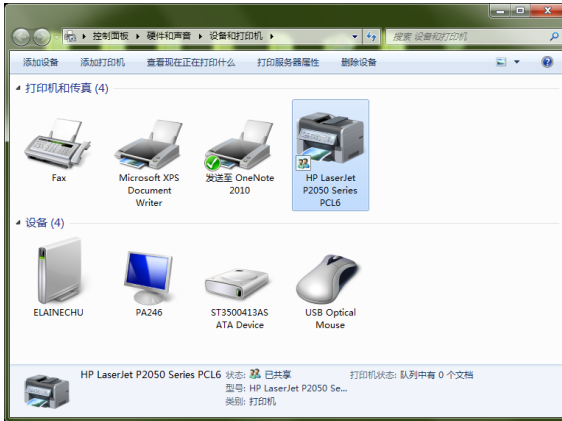 控制面板 ▸ 硬件和声音 ▸ 设备和打印机 ▸
搜索 设备和打印机
添加设备 添加打印机 查看现在正在打印什么 打印服务器属性 删除设备
打印机和传真 (4)
Fax
Microsoft XPS
Document
Writer
发送至 OneNote
2010
HP LaserJet
P2050 Series
PCL6
设备 (4)
ELAINECHU
PA246
ST3500413AS
ATA Device
USB Optical
Mouse
HP LaserJet P2050 Series PCL6 状态: 已共享 打印机状态: 队列中有 0 个文档
型号: HP LaserJet P2050 Se...
类别: 打印机